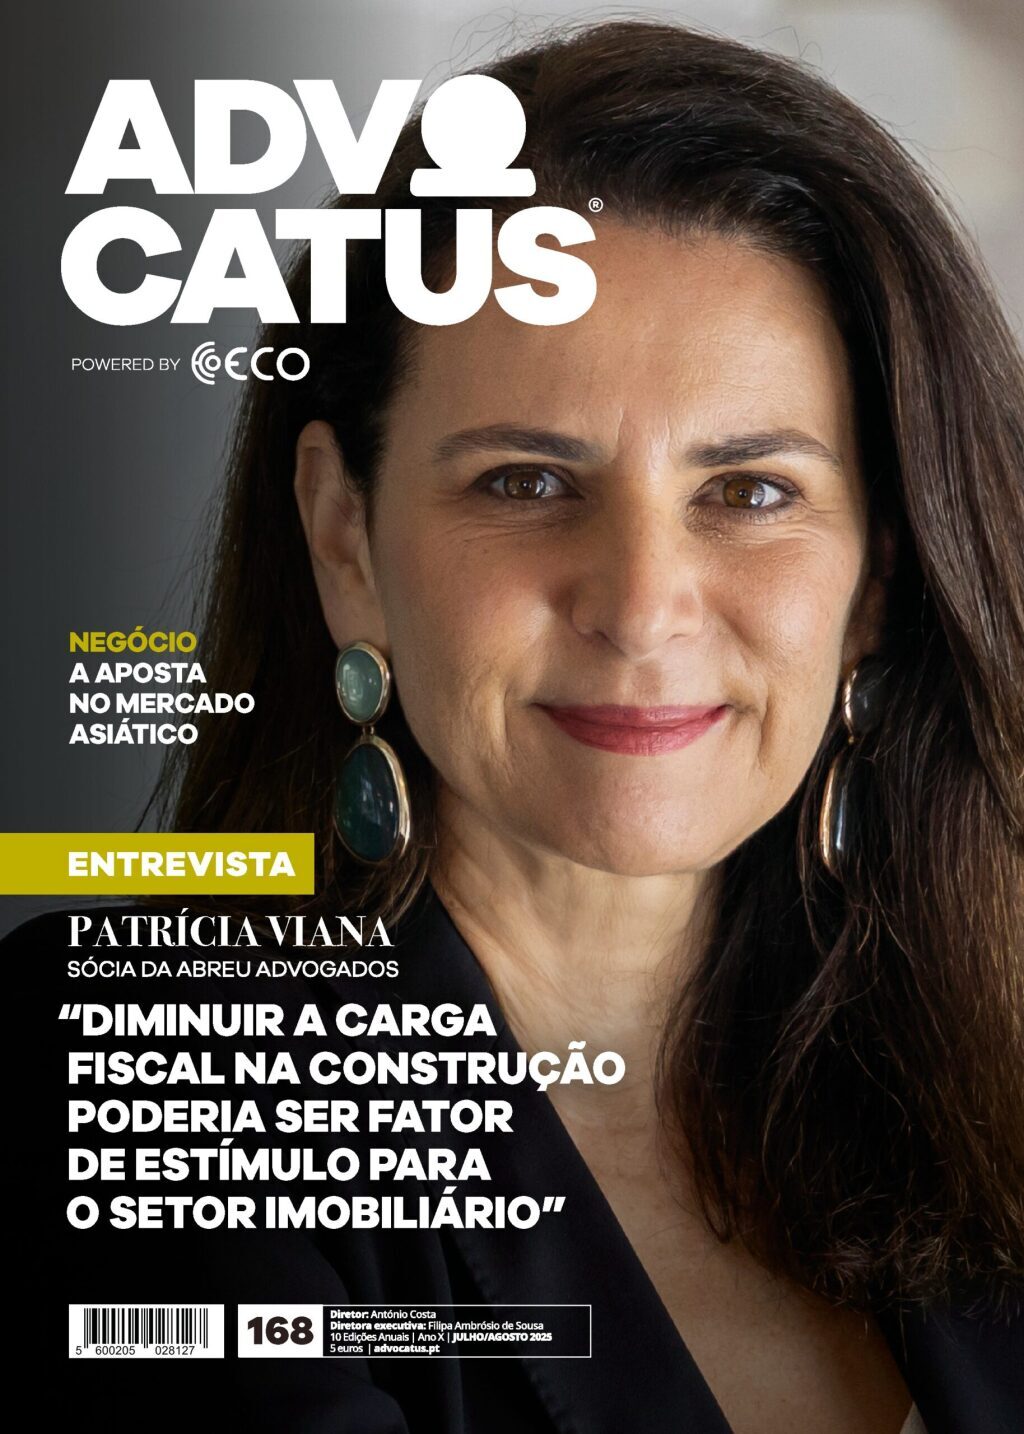 ADVOCATUS®
POWERED BY ECO
NEGÓCIO
A APOSTA
NO MERCADO
ASIÁTICO
ENTREVISTA
PATRÍCIA VIANA
SÓCIA DA ABREU ADVOGADOS
“DIMINUIR A CARGA
FISCAL NA CONSTRUÇÃO
PODERIA SER FATOR
DE ESTÍMULO PARA
O SETOR IMOBILIÁRIO”
5 600205 028127
168
Diretor: António Costa
Diretora executiva: Filipa Ambrósio de Sousa
10 Edições Anuais | Ano X | JULHO/AGOSTO 2025
5 euros | advocatus.pt